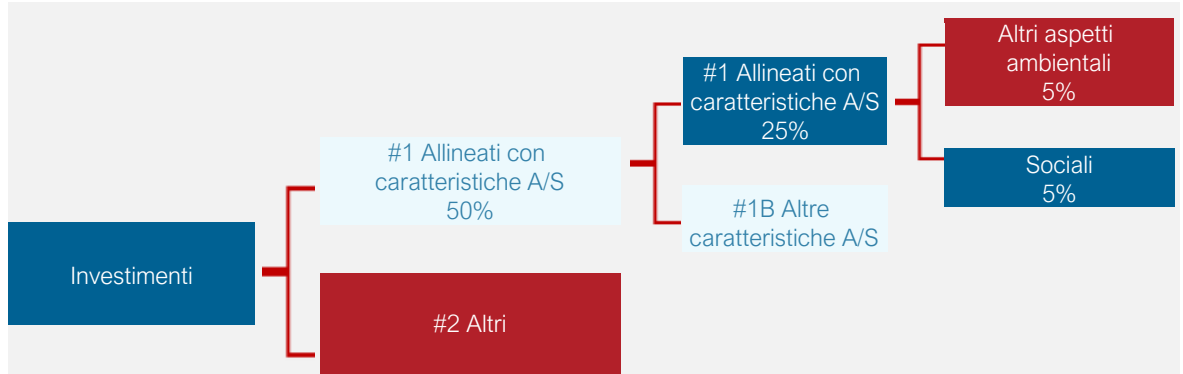 Investimenti
#1 Allineati con
caratteristiche A/S
50%
#2 Altri
#1 Allineati con
caratteristiche A/S
25%
#1B Altre
caratteristiche A/S
Altri aspetti
ambientali
5%
Sociali
5%